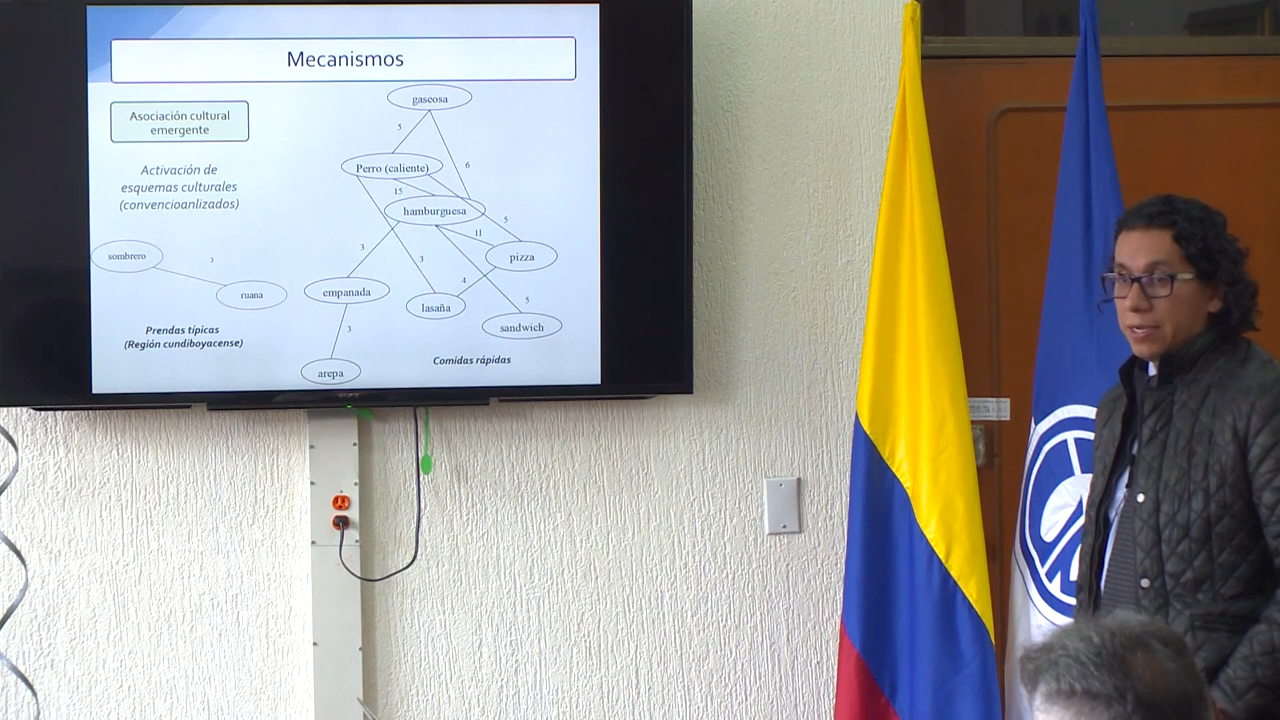 Mecanismos
Asociación cultural
emergente
Activación de
esquemas culturales
(convencioanlizados)
sombrero
3
ruana
Prendas típicas
(Región cundiboyacense)
gaseosa
5
6
Perro (caliente)
15
hamburguesa
5
11
3
3
pizza
4
empanada
lasaña
5
sandwich
3
Comidas rápidas
arepa